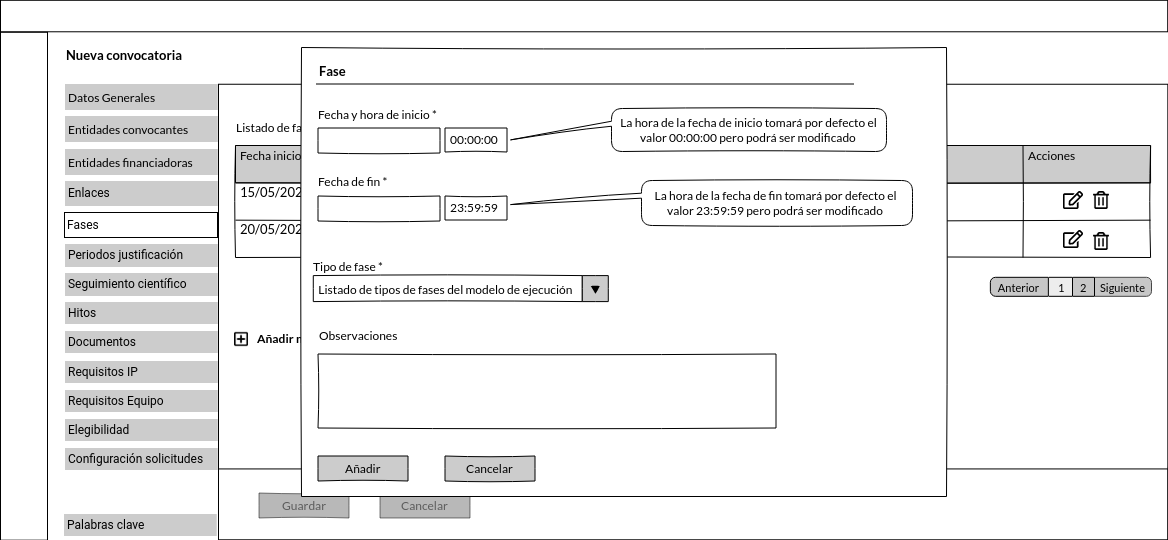 Nueva convocatoria
Datos Generales
Entidades convocantes
Entidades financiadoras
Enlaces
Fases
Periodos justificación
Seguimiento científico
Hitos
Documentos
Requisitos IP
Requisitos Equipo
Elegibilidad
Configuración solicitudes
Palabras clave
Listado de fa
Fecha inicio
Acciones
15/05/202
20/05/202
Anterior 1 2 Siguiente
Añadir
Guardar
Cancelar
Fase
Fecha y hora de inicio *
00:00:00
La hora de la fecha de inicio tomará por defecto el
valor 00:00:00 pero podrá ser modificado
Fecha de fin *
23:59:59
La hora de la fecha de fin tomará por defecto el
valor 23:59:59 pero podrá ser modificado
Tipo de fase *
Listado de tipos de fases del modelo de ejecución
Observaciones
Añadir
Cancelar